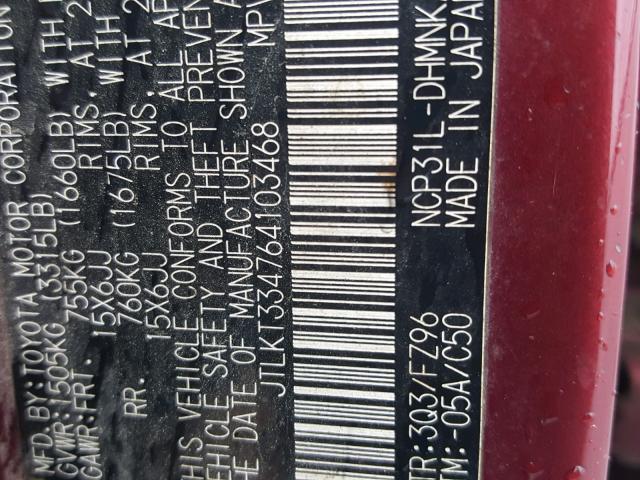 MFD. BY: TOYOTA MOTOR CORPORATION
GVWR: 1505KG (3315LB)
GAWR: FRT. 755KG (1660LB) WITH
15X6JJ RIMS, AT 2
RR. 760KG (1675LB) WITH
15X6JJ RIMS, AT 2
THIS VEHICLE CONFORMS TO ALL
VEHICLE SAFETY AND THEFT PREVEN
THE DATE OF MANUFACTURE SHOWN A
JTLKT334764103468 MPV
C/TR: 3Q3/FZ96 NCP31L-DHMNK
TM: -05A/C50 MADE IN JAPAN